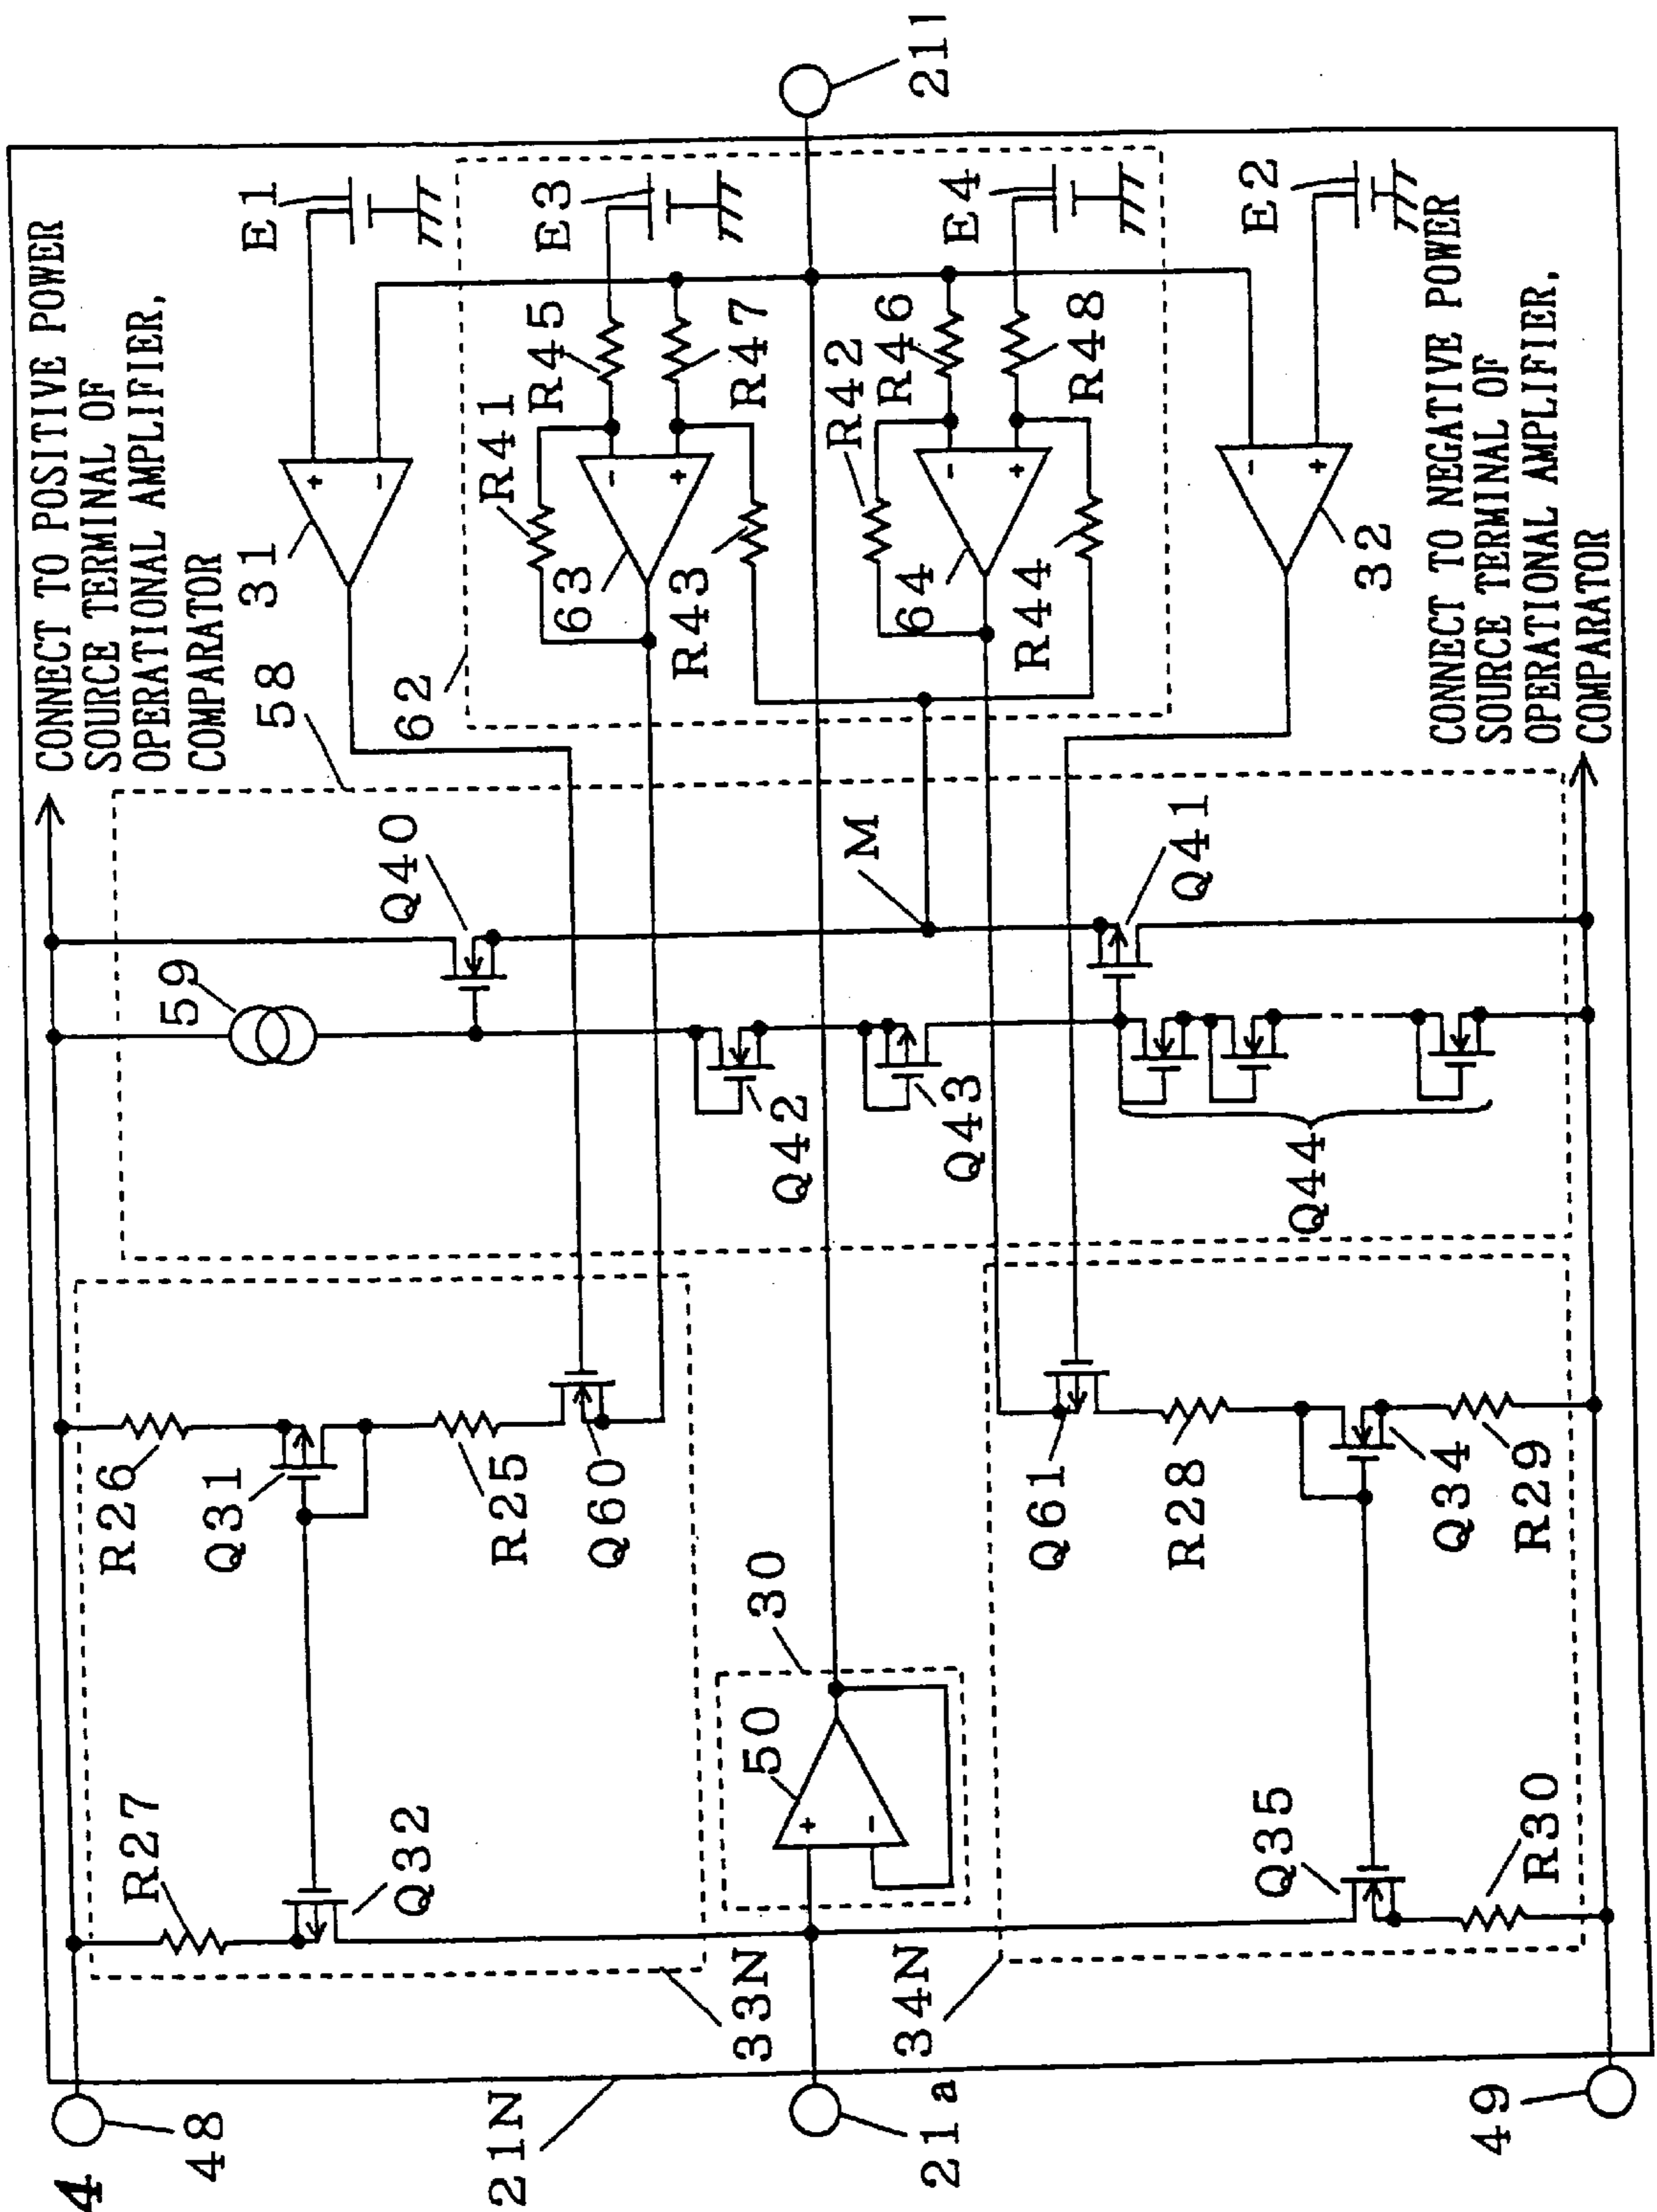 4
CONNECT TO POSITIVE POWER
SOURCE TERMINAL OF
OPERATIONAL AMPLIFIER,
COMPARATOR
48
R27
Q32
R26
Q31
R25
Q60
33N
59
Q40
58
31
+
-
E1
62
R41
R45
E3
63
-
+
R43
R47
21N
21a
50
+
-
30
Q42
Q43
M
211
R42
R46
E4
64
-
+
R44
R48
34N
Q61
R28
Q34
R29
Q35
R30
Q44
Q41
32
-
+
E2
49
CONNECT TO NEGATIVE POWER
SOURCE TERMINAL OF
OPERATIONAL AMPLIFIER,
COMPARATOR